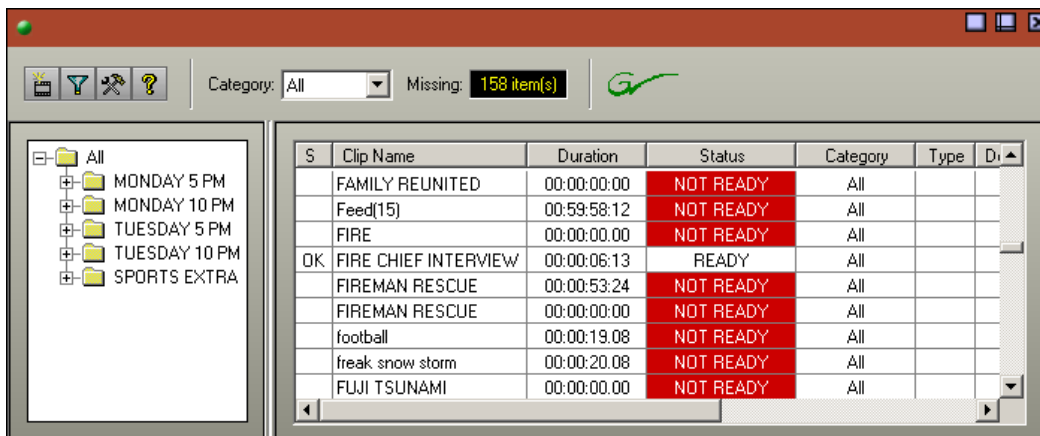 Category: All Missing: 158 item(s)
All
MONDAY 5 PM
MONDAY 10 PM
TUESDAY 5 PM
TUESDAY 10 PM
SPORTS EXTRA
S Clip Name Duration Status Category Type
FAMILY REUNITED 00:00:00:00 NOT READY All
Feed(15) 00:59:58:12 NOT READY All
FIRE 00:00:00.00 NOT READY All
OK FIRE CHIEF INTERVIEW 00:00:06:13 READY All
FIREMAN RESCUE 00:00:53:24 NOT READY All
FIREMAN RESCUE 00:00:00:00 NOT READY All
football 00:00:19.08 NOT READY All
freak snow storm 00:00:20.08 NOT READY All
FUJI TSUNAMI 00:00:00.00 NOT READY All